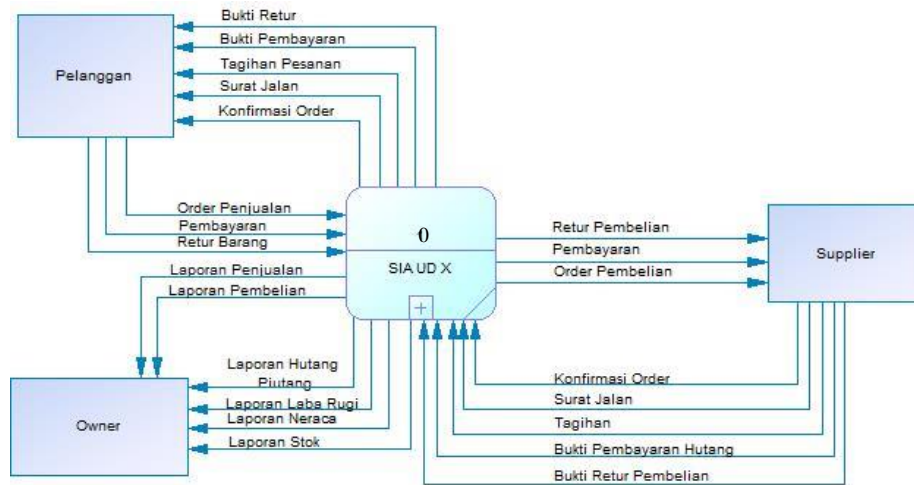 Bukti Retur
Bukti Pembayaran
Tagihan Pesanan
Surat Jalan
Konfirmasi Order
Pelanggan
Order Penjualan
Pembayaran
Retur Barang
0
SIA UD X
Retur Pembelian
Pembayaran
Order Pembelian
Supplier
Laporan Penjualan
Laporan Pembelian
Laporan Hutang
Piutang
Laporan Laba Rugi
Laporan Neraca
Laporan Stok
Owner
Konfirmasi Order
Surat Jalan
Tagihan
Bukti Pembayaran Hutang
Bukti Retur Pembelian